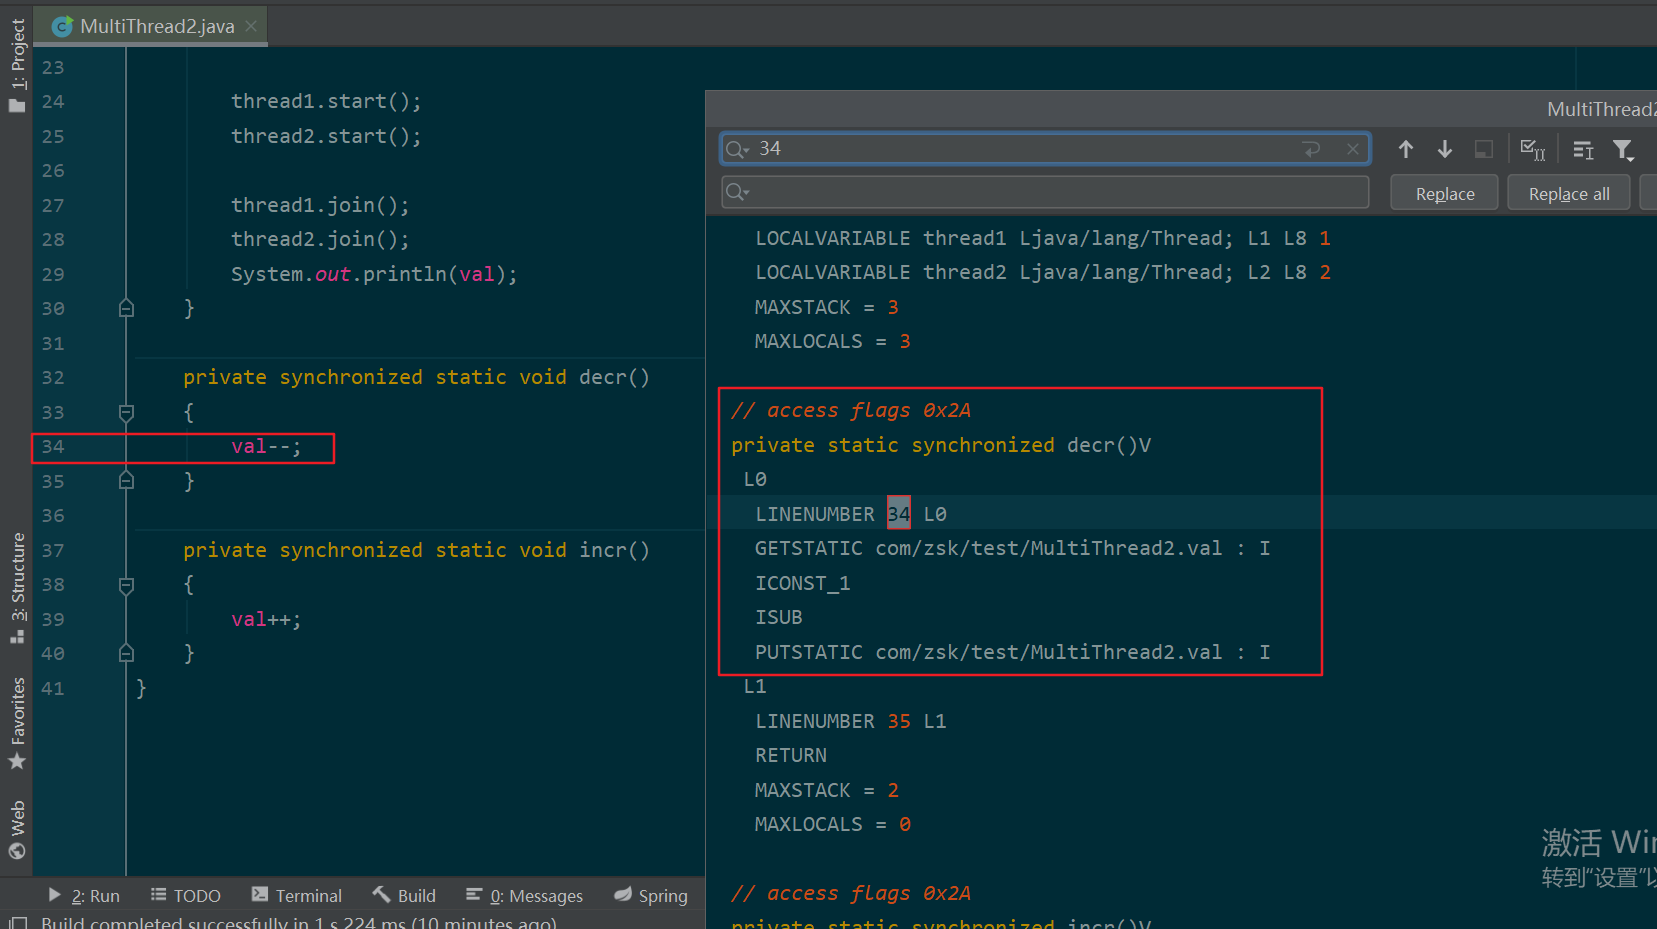 MultiThread2.java
1: Project
3: Structure
Favorites
Web
23
24 thread1.start();
25 thread2.start();
26
27 thread1.join();
28 thread2.join();
29 System.out.println(val);
30 }
31
32 private synchronized static void decr()
33 {
34 val--;
35 }
36
37 private synchronized static void incr()
38 {
39 val++;
40 }
41 }
MultiThread2
34
Replace
Replace all
LOCALVARIABLE thread1 Ljava/lang/Thread; L1 L8 1
LOCALVARIABLE thread2 Ljava/lang/Thread; L2 L8 2
MAXSTACK = 3
MAXLOCALS = 3
// access flags 0x2A
private static synchronized decr()V
L0
LINENUMBER 34 L0
GETSTATIC com/zsk/test/MultiThread2.val : I
ICONST_1
ISUB
PUTSTATIC com/zsk/test/MultiThread2.val : I
L1
LINENUMBER 35 L1
RETURN
MAXSTACK = 2
MAXLOCALS = 0
// access flags 0x2A
private static synchronized incr()V
激活 Win
转到“设置”以
2: Run
TODO
Terminal
Build
0: Messages
Spring
Build completed successfully in 1 s 224 ms (10 minutes ago)